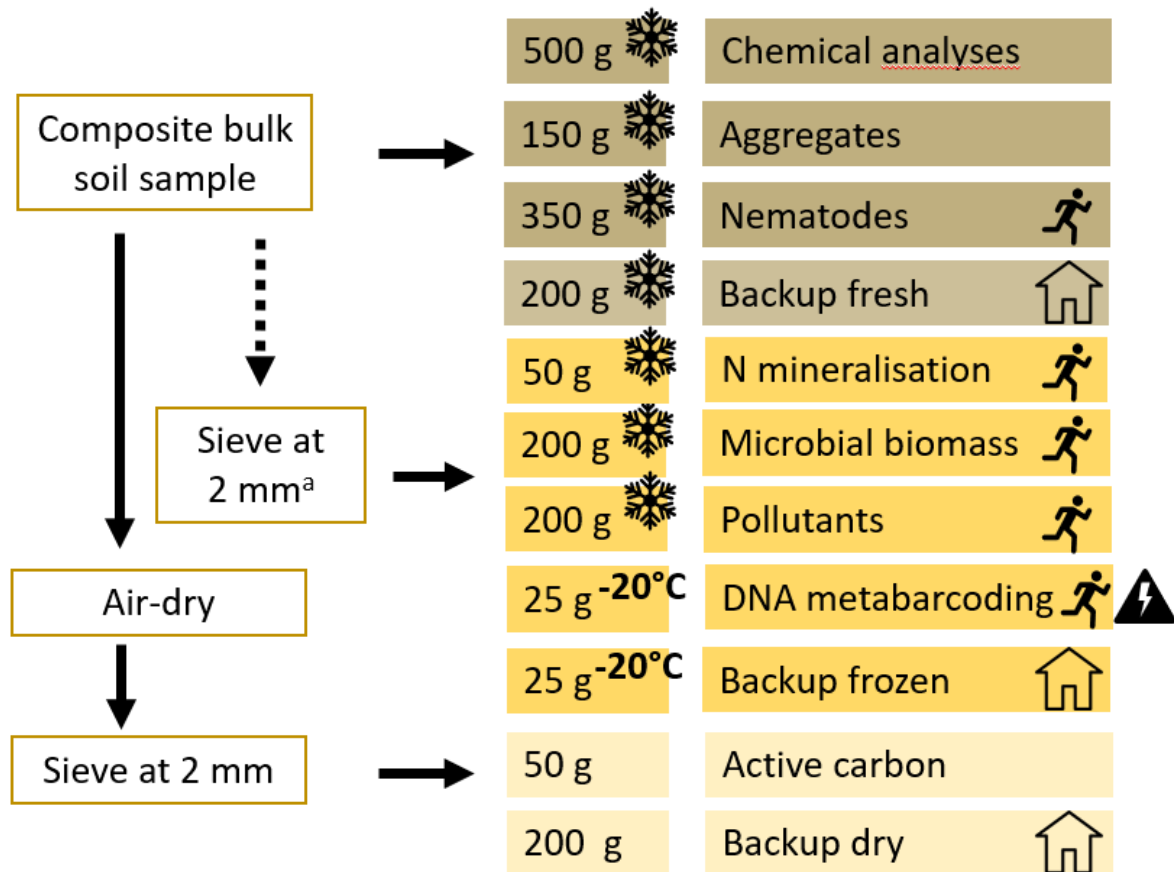 Composite bulk
soil sample
Sieve at
2 mmᵃ
Air-dry
Sieve at 2 mm
500 g Chemical analyses
150 g Aggregates
350 g Nematodes
200 g Backup fresh
50 g N mineralisation
200 g Microbial biomass
200 g Pollutants
25 g -20°C DNA metabarcoding
25 g -20°C Backup frozen
50 g Active carbon
200 g Backup dry